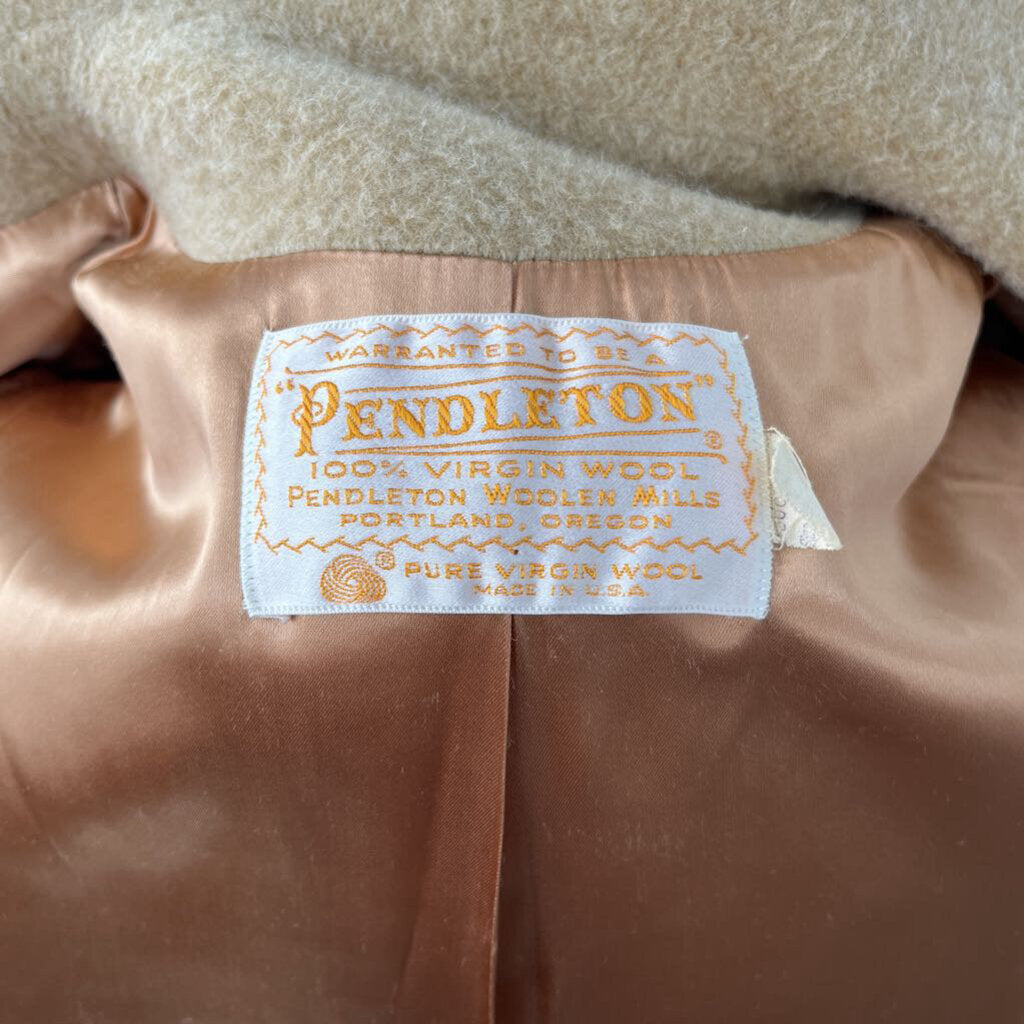 WARRANTED TO BE A
"PENDLETON"®
100% VIRGIN WOOL
PENDLETON WOOLEN MILLS
PORTLAND, OREGON
® PURE VIRGIN WOOL
MADE IN U.S.A.